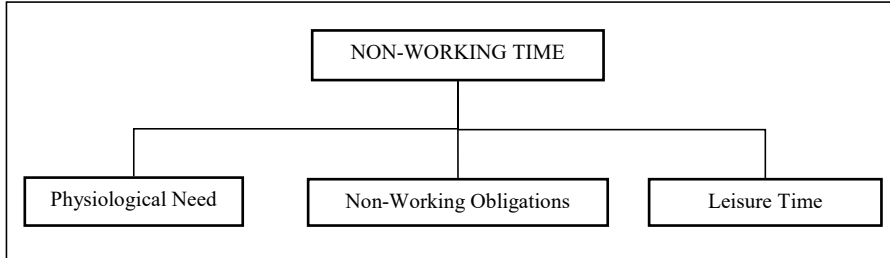 NON-WORKING TIME
Physiological Need
Non-Working Obligations
Leisure Time